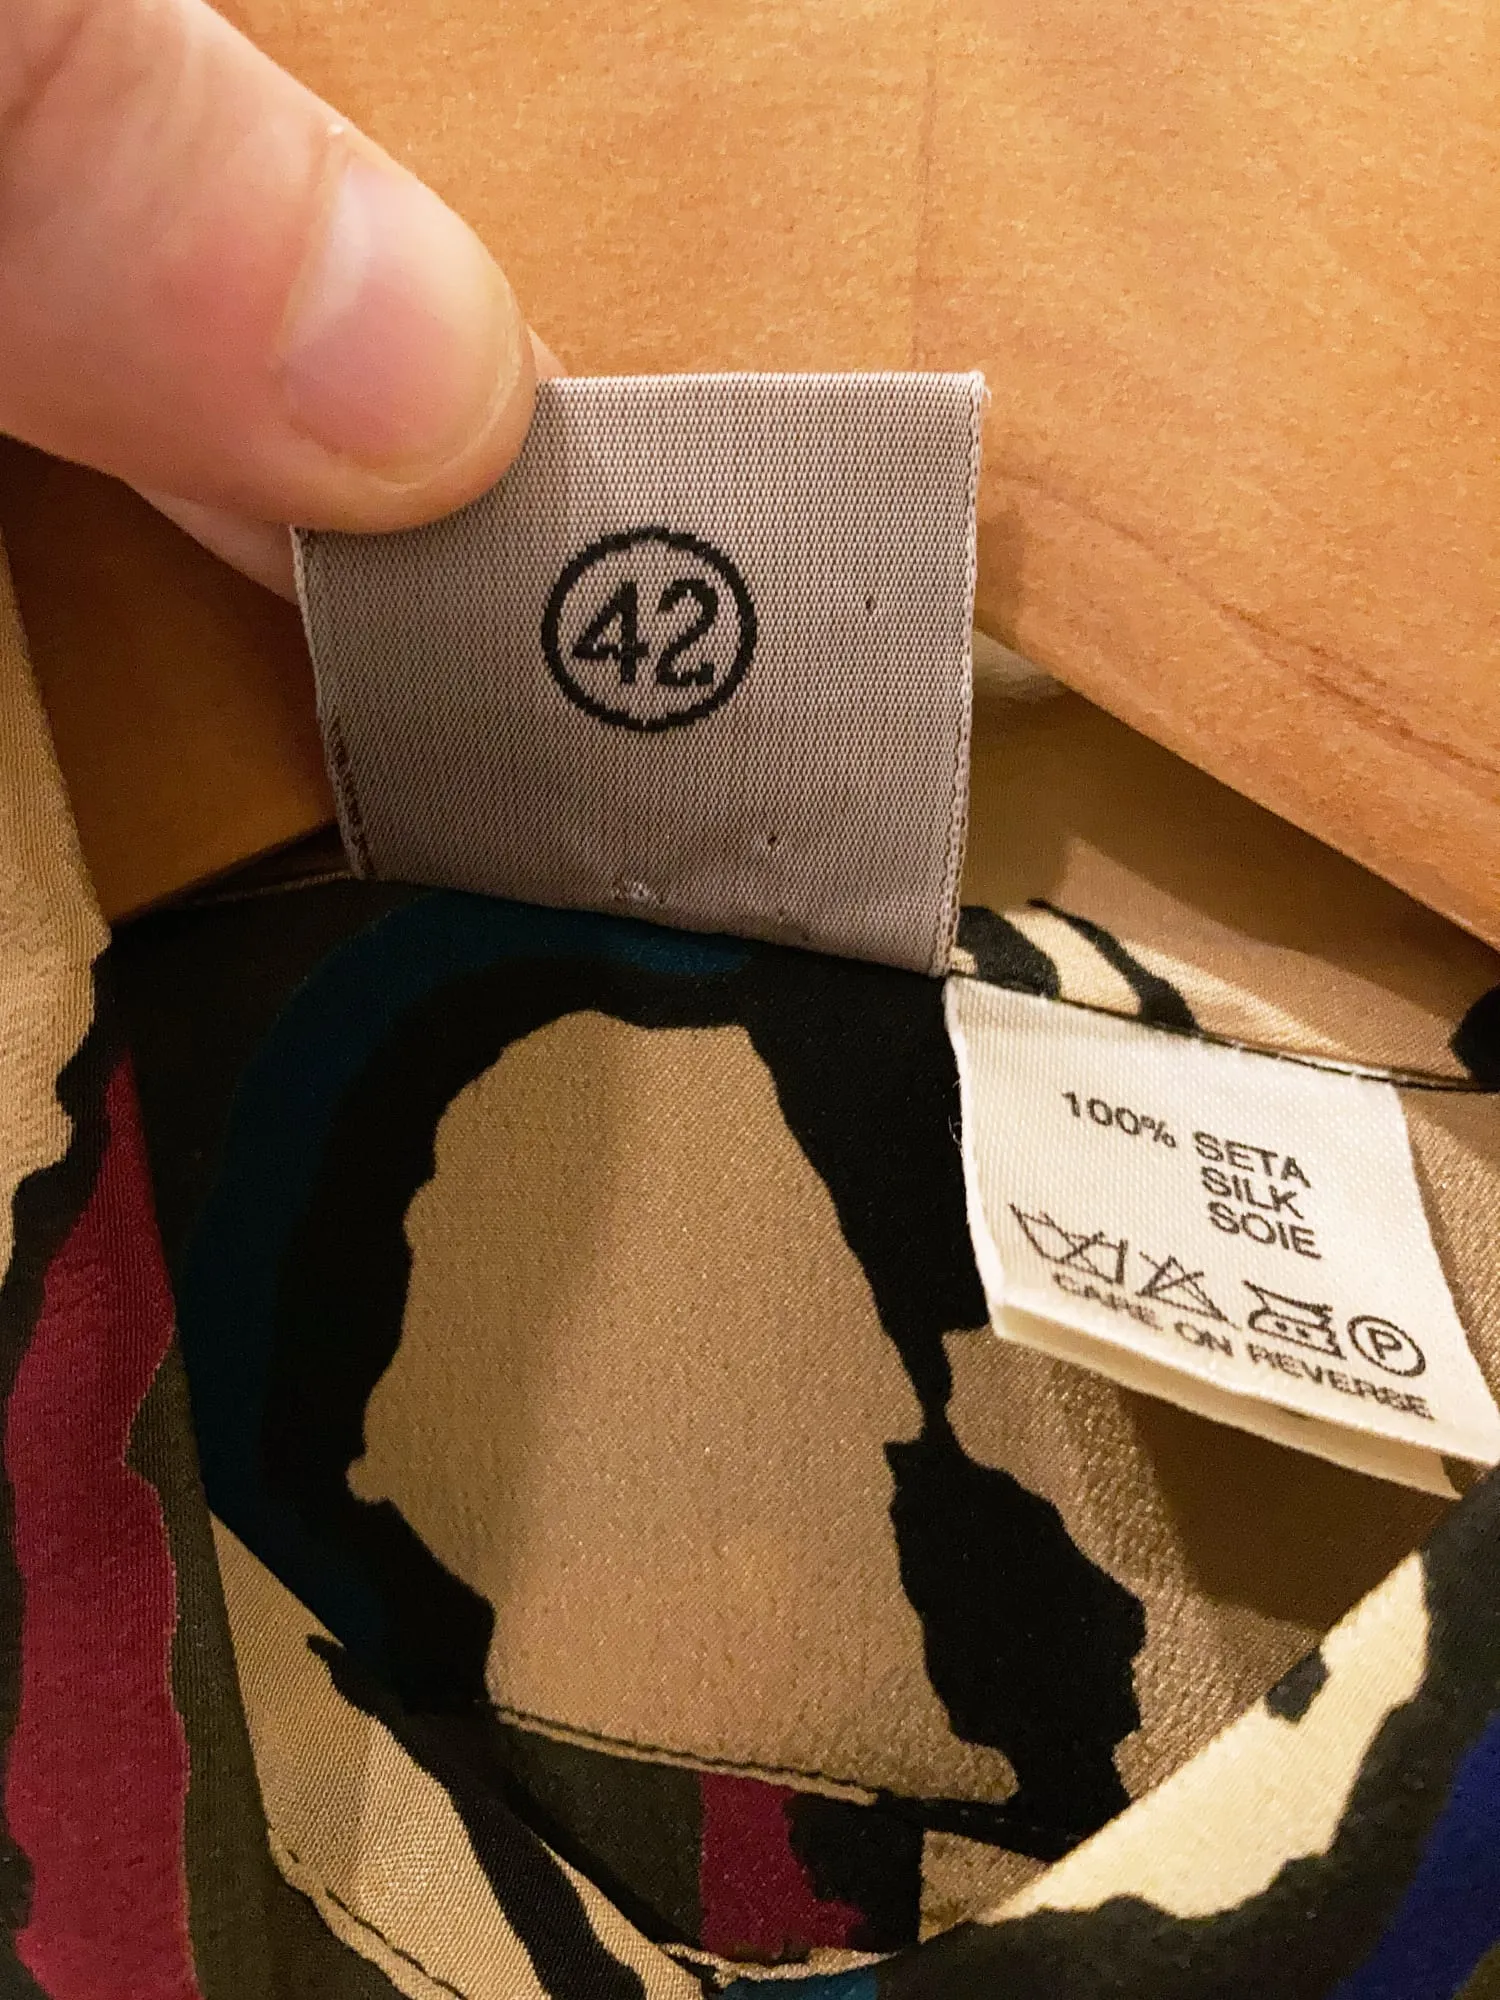 42
100% SETA
SILK
SOIE
P
CARE ON REVERSE